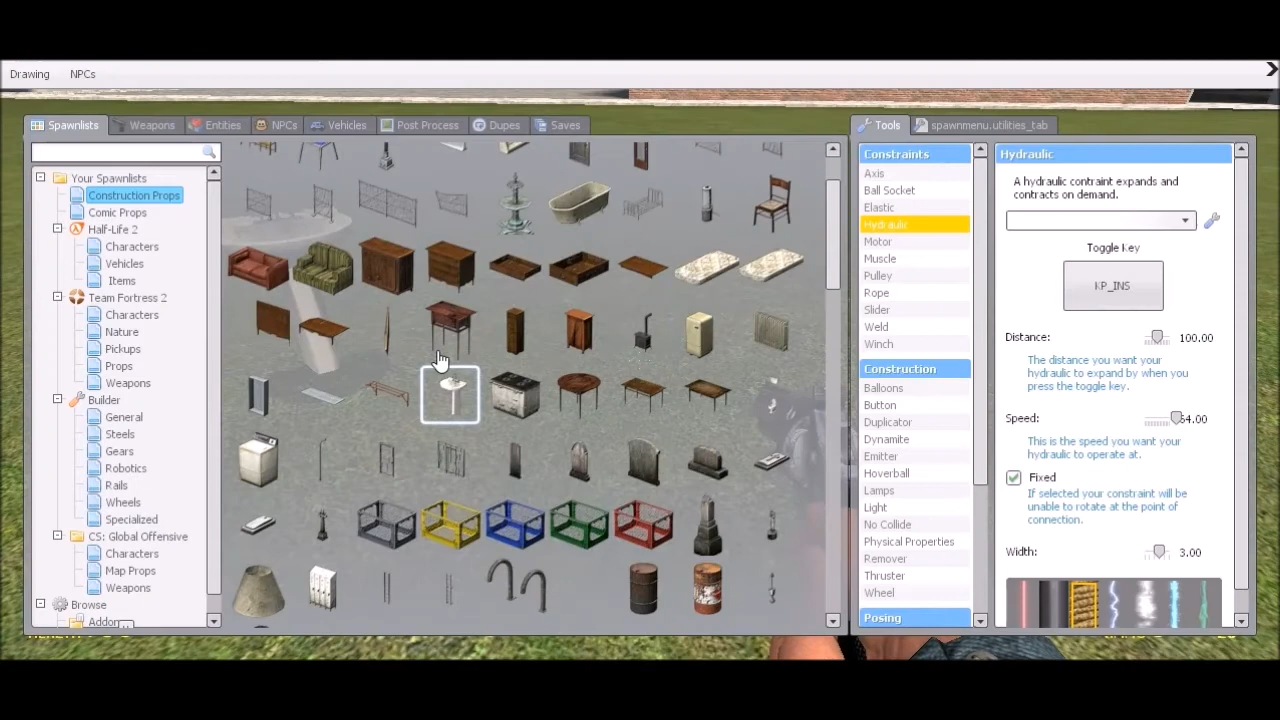 Drawing NPCs
Spawnlists Weapons Entities NPCs Vehicles Post Process Dupes Saves
Your Spawnlists
Construction Props
Comic Props
Half-Life 2
Characters
Vehicles
Items
Team Fortress 2
Characters
Nature
Pickups
Props
Weapons
Builder
General
Steels
Gears
Robotics
Rails
Wheels
Specialized
CS: Global Offensive
Characters
Map Props
Weapons
Browse
Addon
Tools spawnmenu.utilities_tab
Constraints
Axis
Ball Socket
Elastic
Hydraulic
Motor
Muscle
Pulley
Rope
Slider
Weld
Winch
Construction
Balloons
Button
Duplicator
Dynamite
Emitter
Hoverball
Lamps
Light
No Collide
Physical Properties
Remover
Thruster
Wheel
Posing
Hydraulic
A hydraulic contraint expands and
contracts on demand.
Toggle Key
KP_INS
Distance: 100.00
The distance you want your
hydraulic to expand by when you
press the toggle key.
Speed: 64.00
This is the speed you want your
hydraulic to operate at.
Fixed
If selected your constraint will be
unable to rotate at the point of
connection.
Width: 3.00